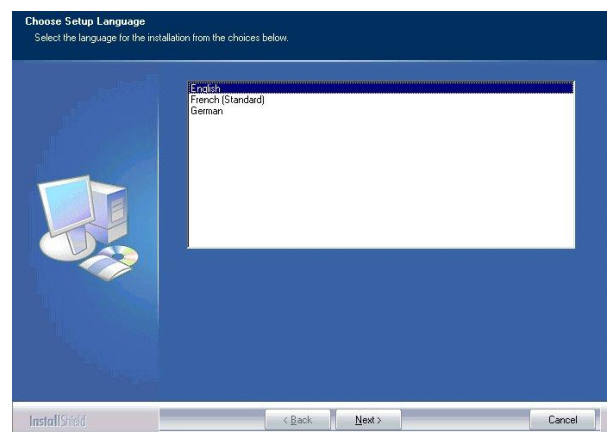 Choose Setup Language
Select the language for the installation from the choices below.
English
French (Standard)
German
InstallShield
< Back
Next >
Cancel